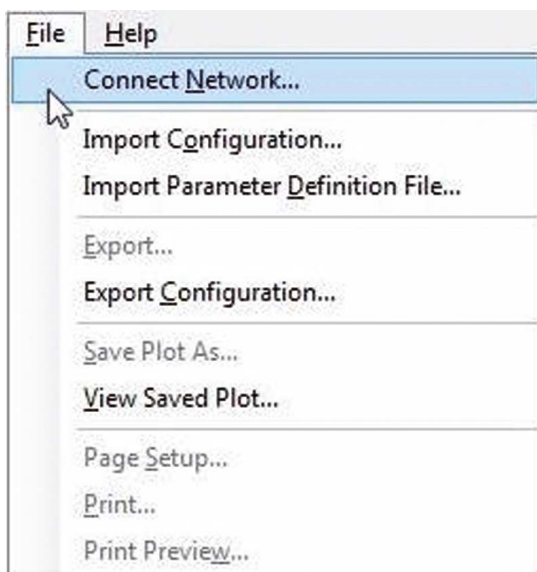 File Help
Connect Network...
Import Configuration...
Import Parameter Definition File...
Export...
Export Configuration...
Save Plot As...
View Saved Plot...
Page Setup...
Print...
Print Preview...